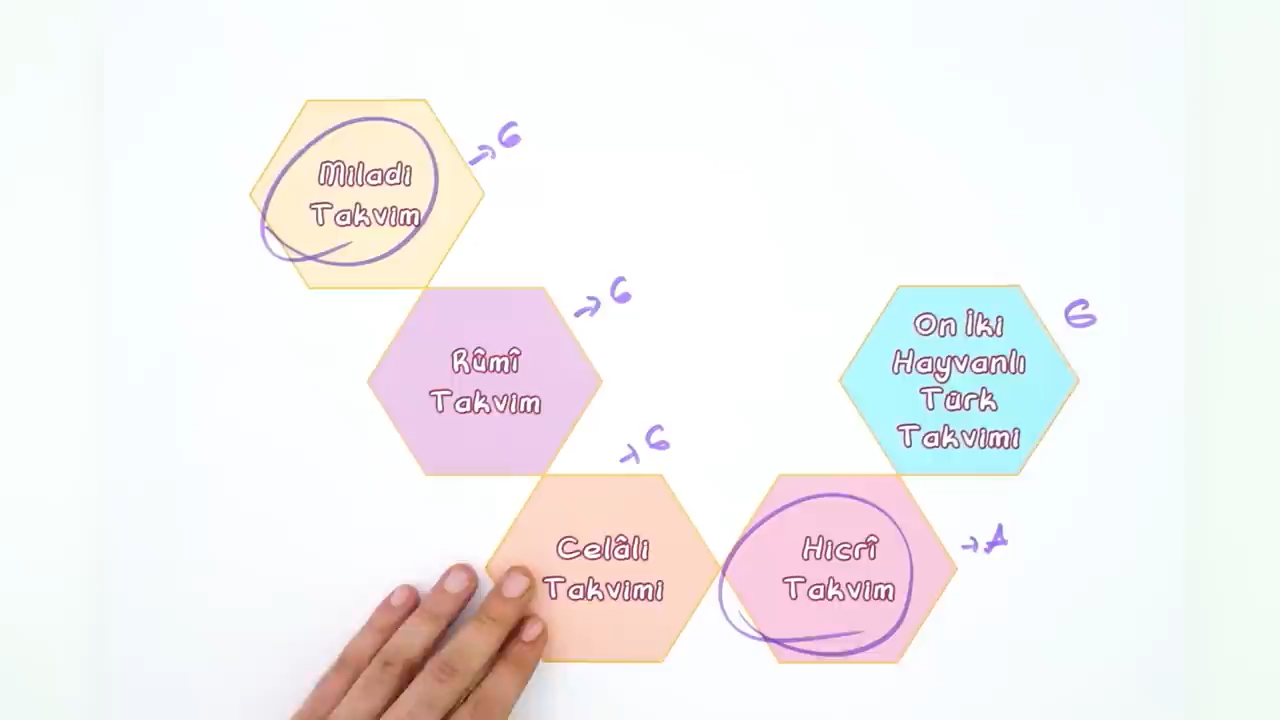 Miladi
Takvim
→ G
Rûmî
Takvim
→ G
Celâli
Takvimi
→ G
Hicrî
Takvim
→ A
On İki
Hayvanlı
Türk
Takvimi
G